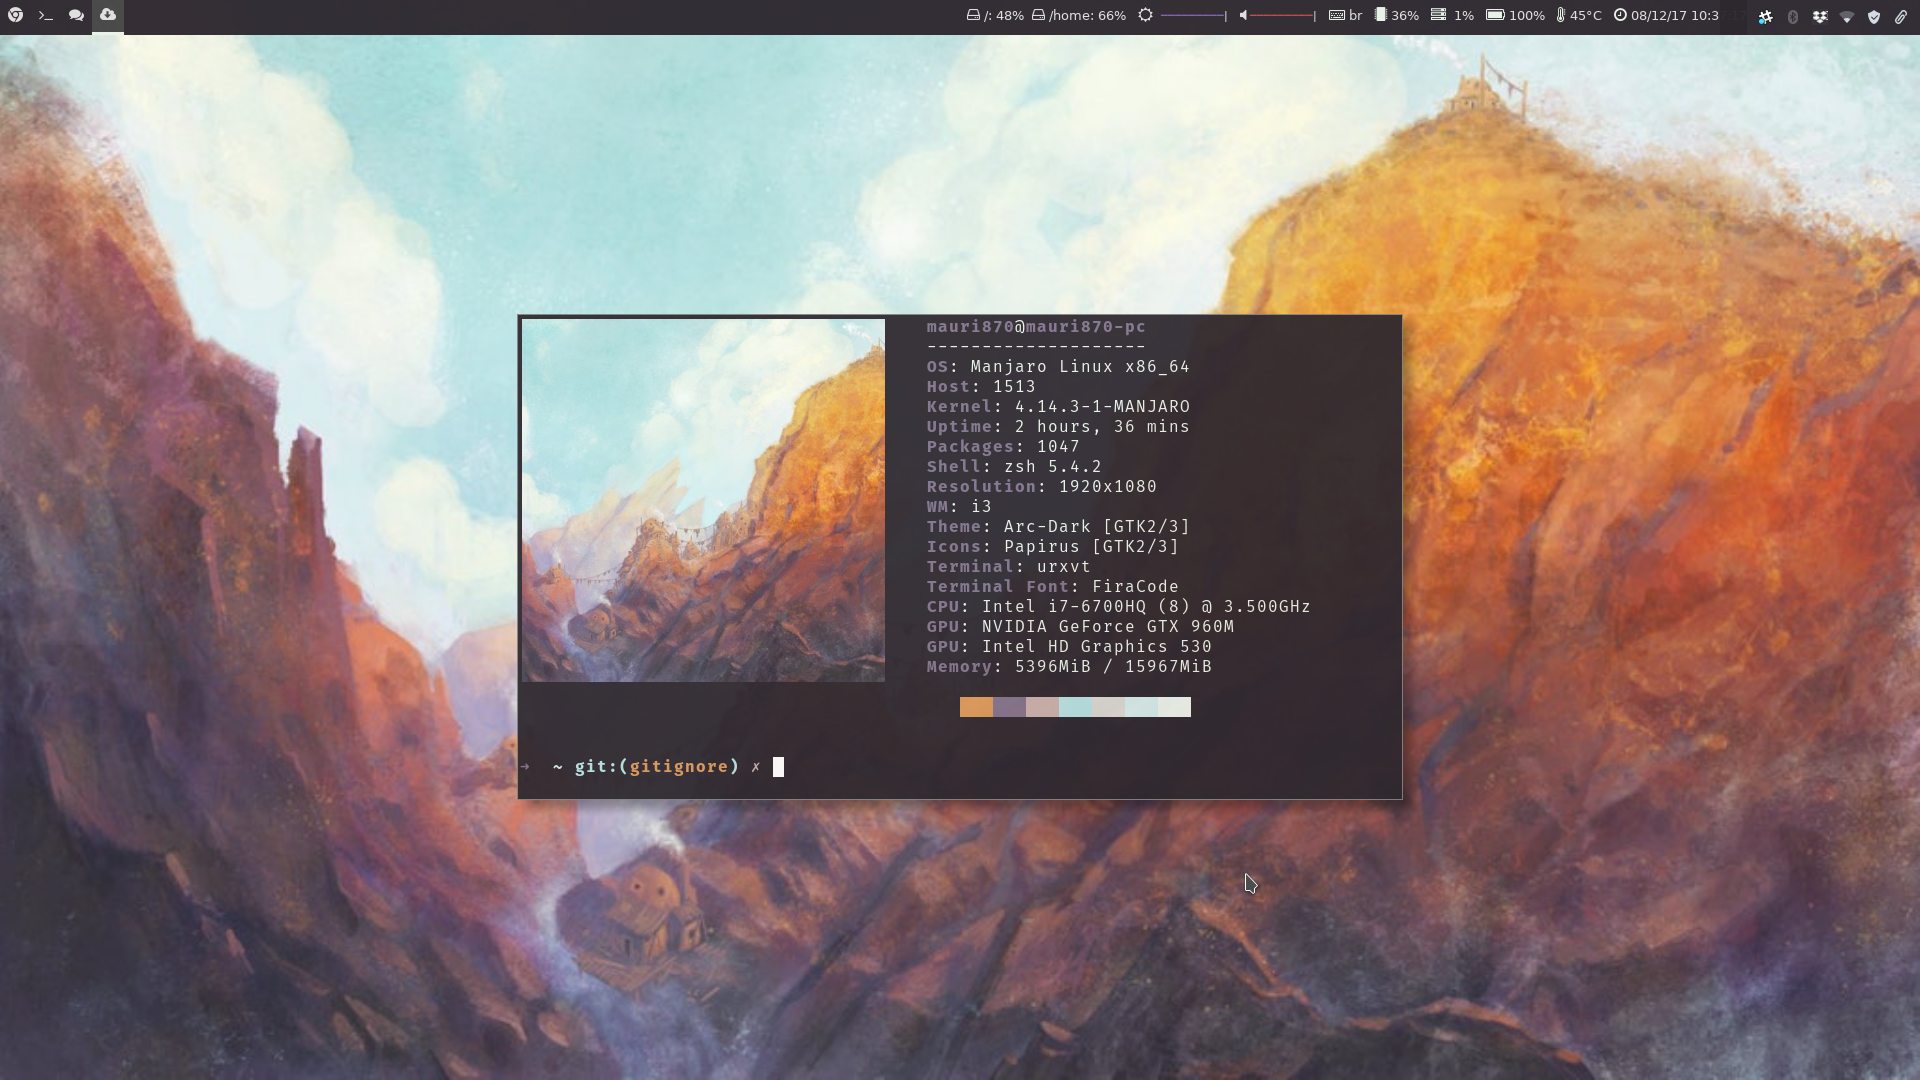 /: 48% /home: 66% br 36% 1% 100% 45°C 08/12/17 10:3
mauri870@mauri870-pc
--------------------
OS: Manjaro Linux x86_64
Host: 1513
Kernel: 4.14.3-1-MANJARO
Uptime: 2 hours, 36 mins
Packages: 1047
Shell: zsh 5.4.2
Resolution: 1920x1080
WM: i3
Theme: Arc-Dark [GTK2/3]
Icons: Papirus [GTK2/3]
Terminal: urxvt
Terminal Font: FiraCode
CPU: Intel i7-6700HQ (8) @ 3.500GHz
GPU: NVIDIA GeForce GTX 960M
GPU: Intel HD Graphics 530
Memory: 5396MiB / 15967MiB
➜ ~ git:(gitignore) ✗